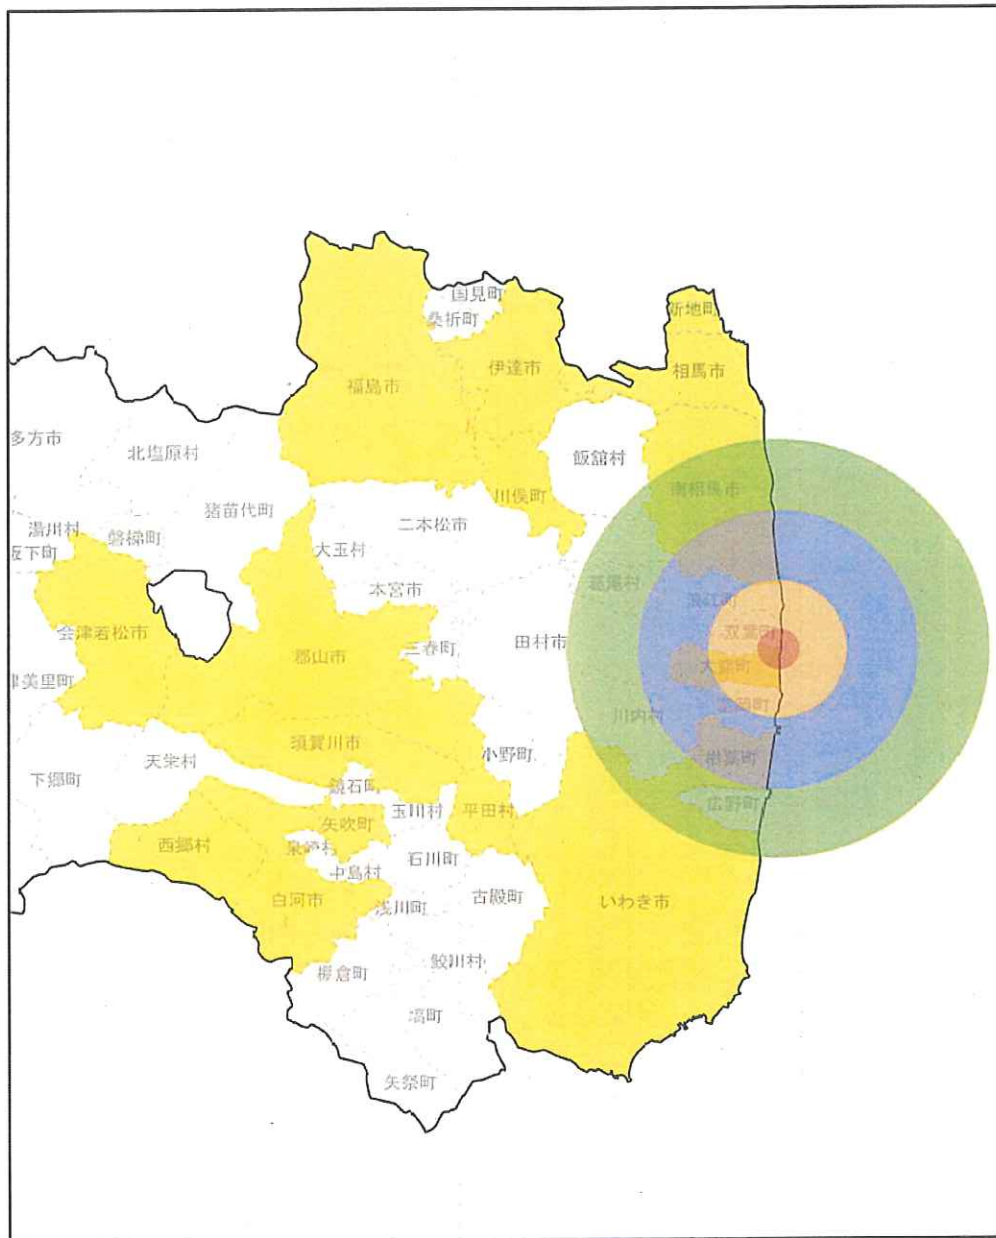 国見町
桑折町
新地町
伊達市
相馬市
福島市
多方市
北塩原村
飯舘村
南相馬市
川俣町
猪苗代町
二本松市
湯川村
磐梯町
坂下町
大玉村
葛尾村
本宮市
浪江町
会津若松市
双葉町
三春町
田村市
郡山市
大熊町
美里町
富岡町
川内村
須賀川市
小野町
楢葉町
天栄村
下郷町
鏡石町
広野町
玉川村
平田村
矢吹町
西郷村
泉崎村
石川町
中島村
古殿町
白河市
浅川町
いわき市
鮫川村
棚倉町
塙町
矢祭町